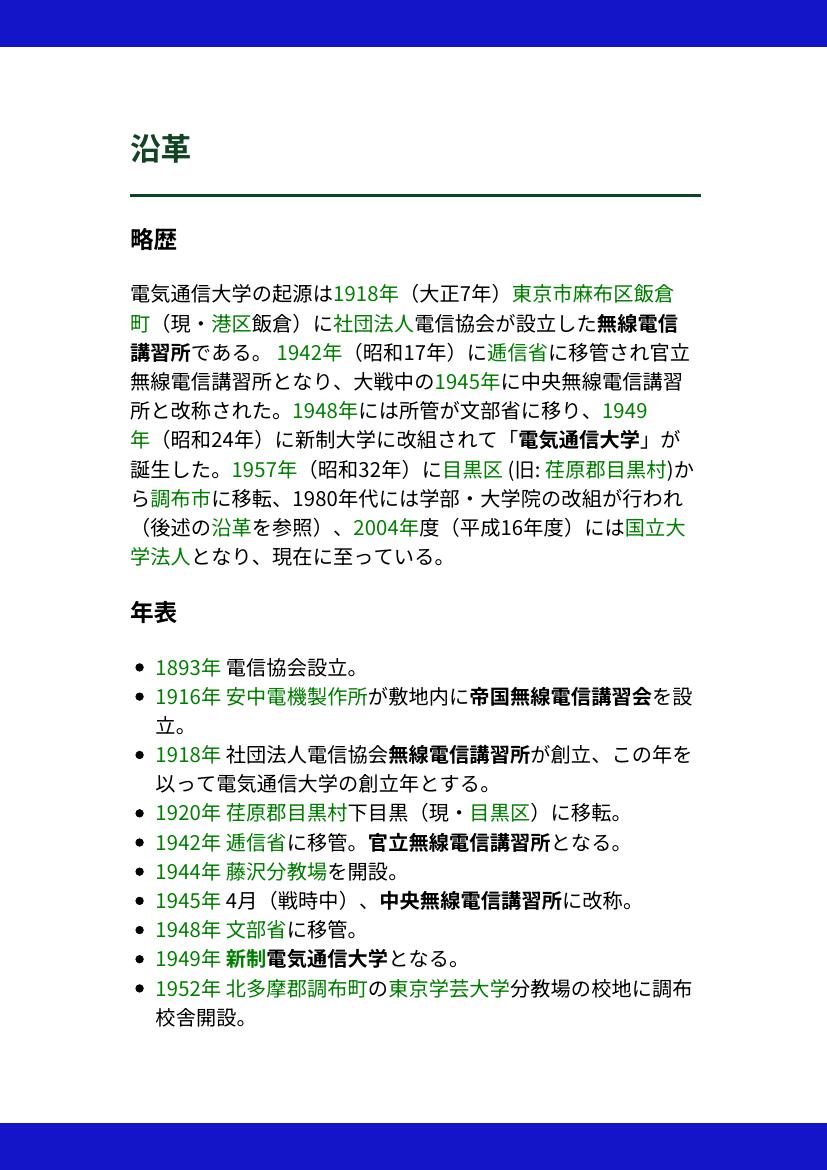 沿革
略歴
電気通信大学の起源は1918年（大正7年）東京市麻布区飯倉
町（現・港区飯倉）に社団法人電信協会が設立した無線電信
講習所である。 1942年（昭和17年）に逓信省に移管され官立
無線電信講習所となり、大戦中の1945年に中央無線電信講習
所と改称された。1948年には所管が文部省に移り、1949
年（昭和24年）に新制大学に改組されて「電気通信大学」が
誕生した。1957年（昭和32年）に目黒区 (旧: 荏原郡目黒村)か
ら調布市に移転、1980年代には学部・大学院の改組が行われ
（後述の沿革を参照）、2004年度（平成16年度）には国立大
学法人となり、現在に至っている。
年表
• 1893年 電信協会設立。
• 1916年 安中電機製作所が敷地内に帝国無線電信講習会を設
立。
• 1918年 社団法人電信協会無線電信講習所が創立、この年を
以って電気通信大学の創立年とする。
• 1920年 荏原郡目黒村下目黒（現・目黒区）に移転。
• 1942年 逓信省に移管。官立無線電信講習所となる。
• 1944年 藤沢分教場を開設。
• 1945年 4月（戦時中）、中央無線電信講習所に改称。
• 1948年 文部省に移管。
• 1949年 新制電気通信大学となる。
• 1952年 北多摩郡調布町の東京学芸大学分教場の校地に調布
校舎開設。